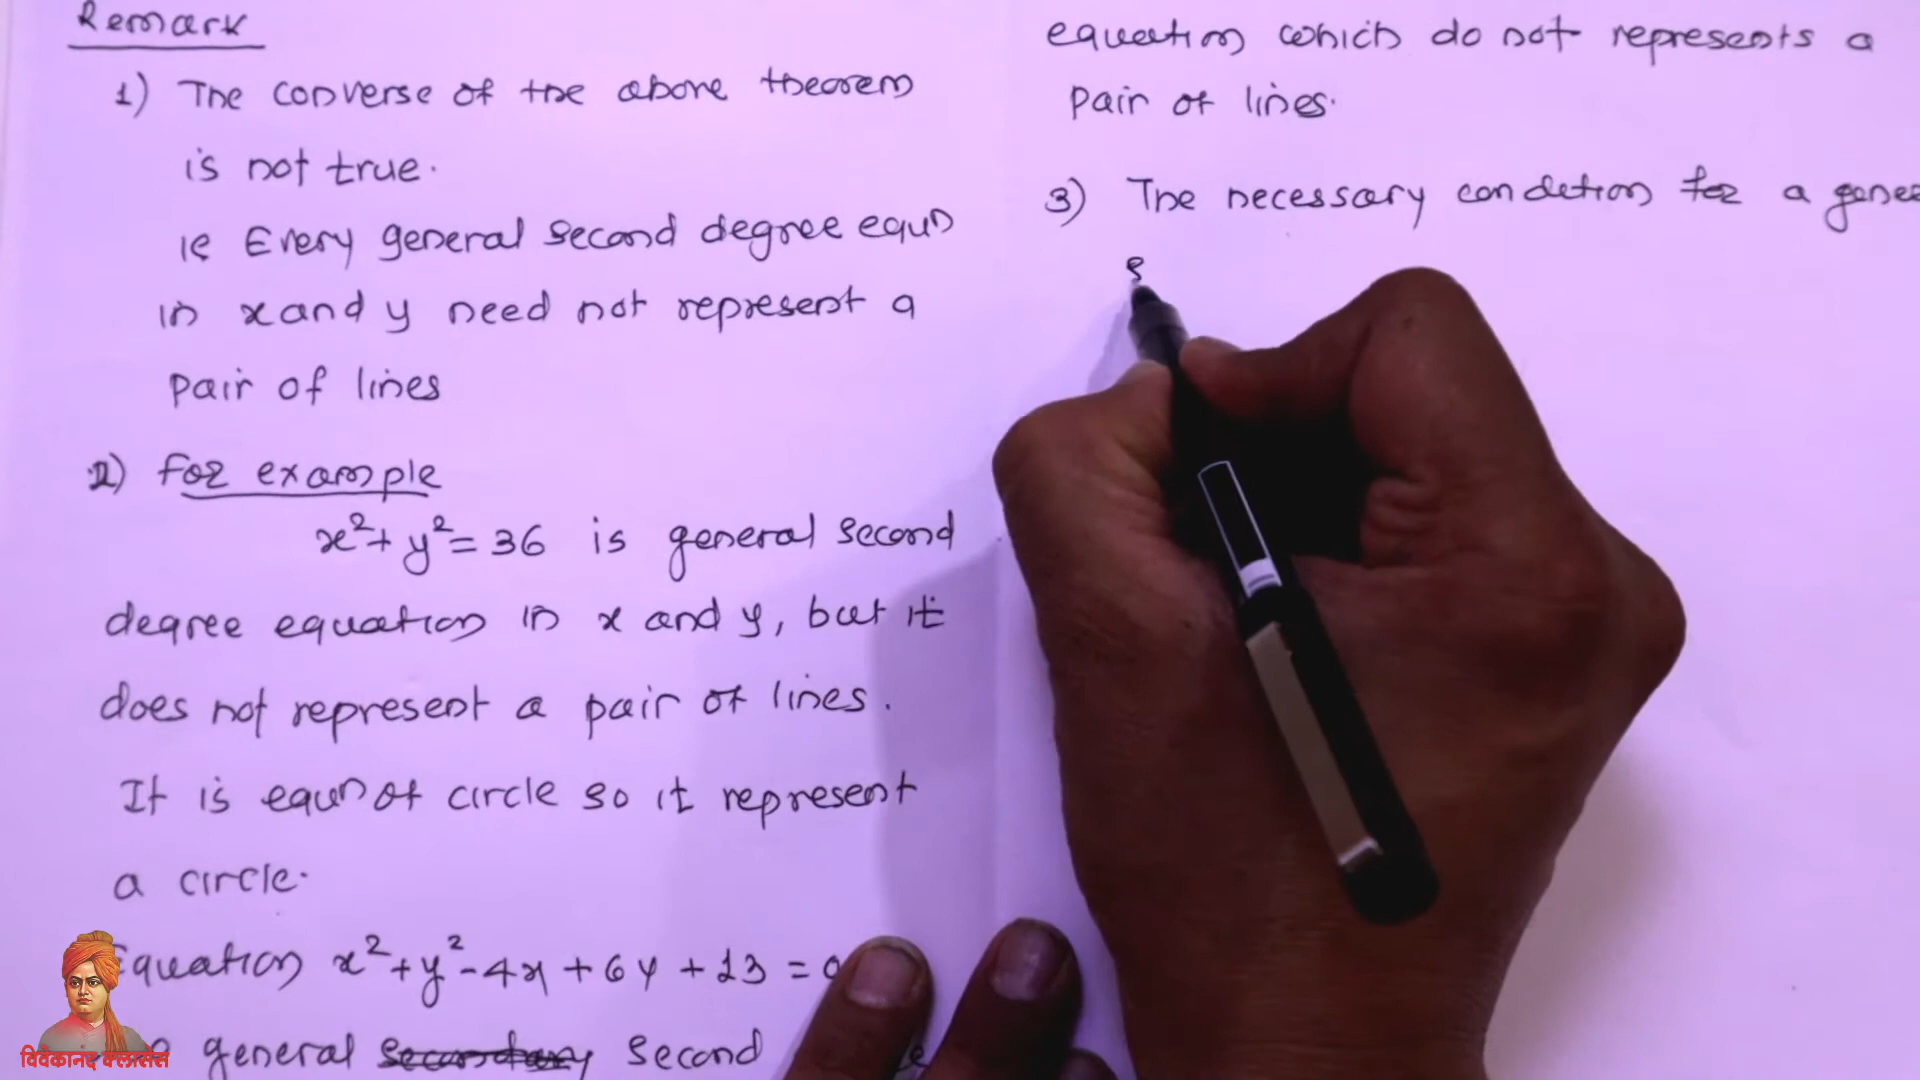 Remark
1) The converse of the above theorem
is not true.
ie Every general second degree equn
in x and y need not represent a
pair of lines
2) for example
x²+ y²= 36 is general second
degree equation in x and y, but it
does not represent a pair of lines.
It is equn of circle so it represent
a circle.
Equation x²+y²-4x+6y+13=0
general second
equation which do not represents a
pair of lines.
3) The necessary condition for a
s
विवेकानंद क्लासेस